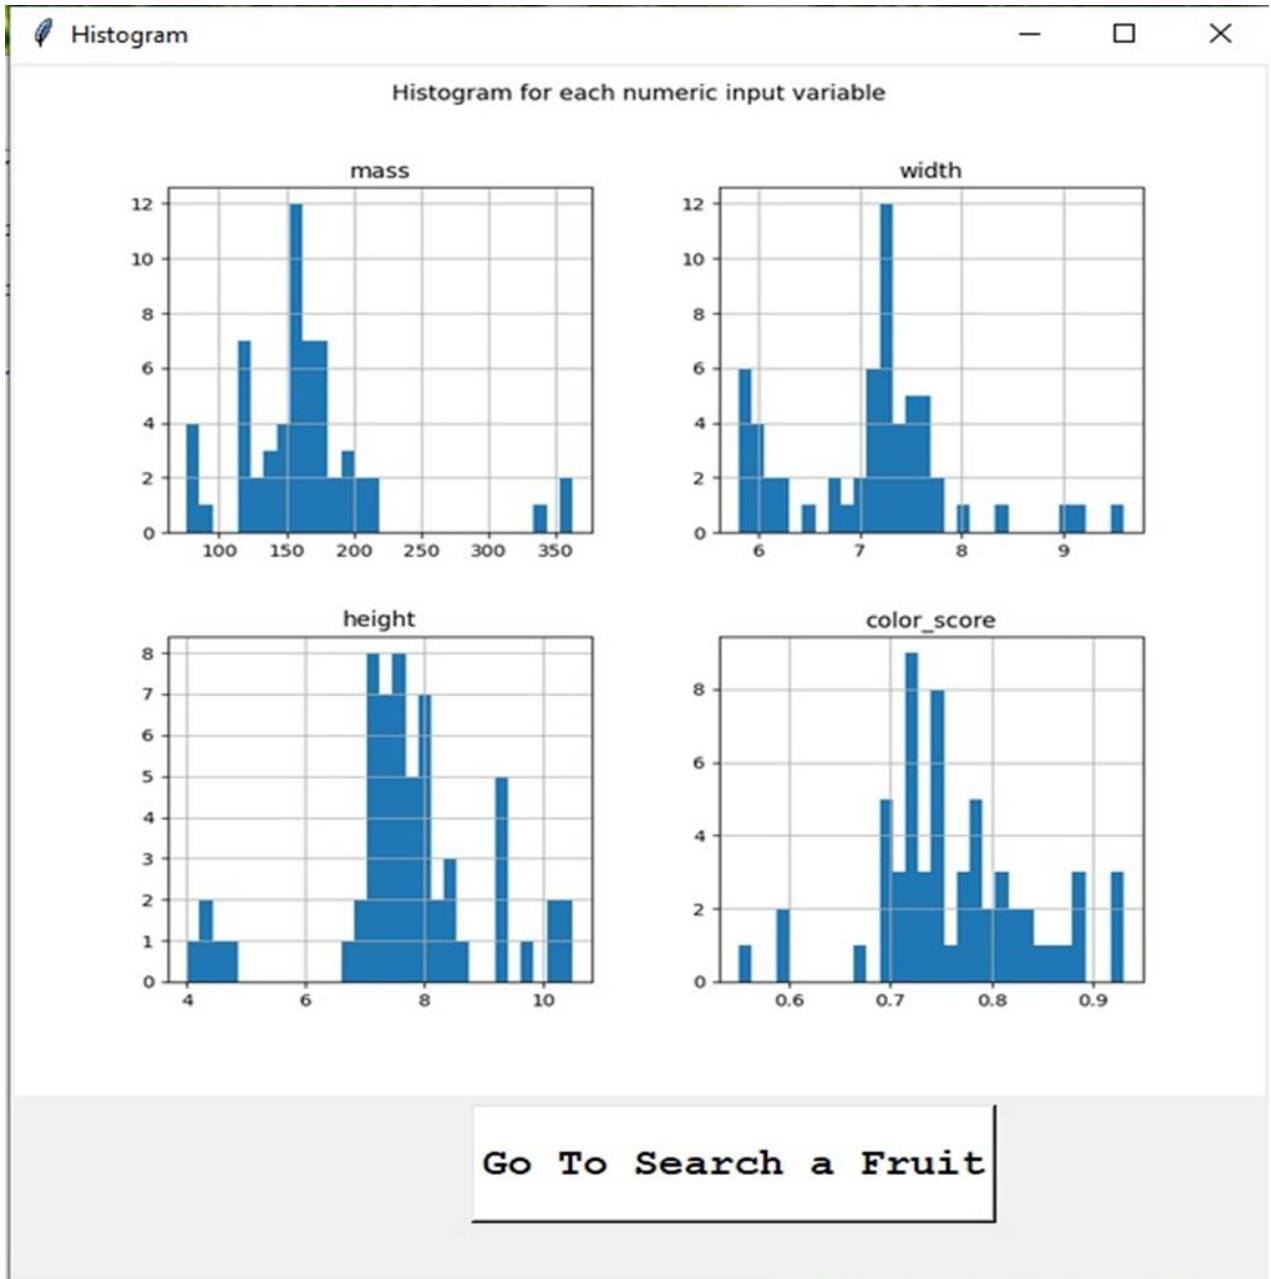 Histogram
Histogram for each numeric input variable
mass
12
10
8
6
4
2
0
100 150 200 250 300 350
width
12
10
8
6
4
2
0
6 7 8 9
height
8
7
6
5
4
3
2
1
0
4 6 8 10
color_score
8
6
4
2
0
0.6 0.7 0.8 0.9
Go To Search a Fruit